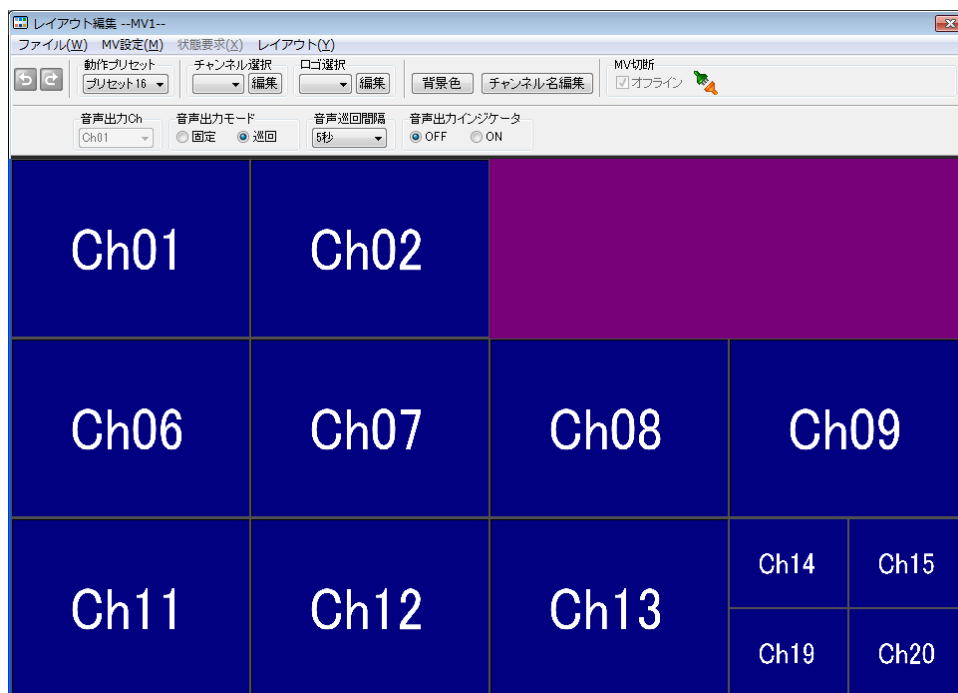 レイアウト編集 --MV1--
ファイル(W) MV設定(M) 状態要求(X) レイアウト(Y)
動作プリセット チャンネル選択 ロゴ選択 MV切断
プリセット16 編集 編集 背景色 チャンネル名編集 オフライン
音声出力Ch 音声出力モード 音声巡回間隔 音声出力インジケータ
Ch01 固定 巡回 5秒 OFF ON
Ch01 Ch02
Ch06 Ch07 Ch08 Ch09
Ch11 Ch12 Ch13 Ch14 Ch15
Ch19 Ch20